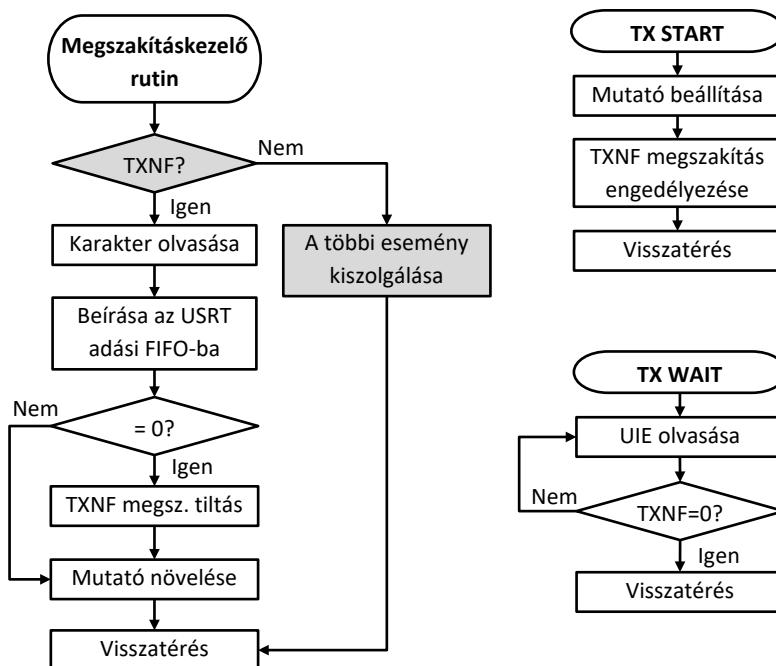 Megszakításkezelő
rutin
TXNF?
Nem
Igen
Karakter olvasása
A többi esemény
kiszolgálása
Beírása az USRT
adási FIFO-ba
Nem
= 0?
Igen
TXNF megsz. tiltás
Mutató növelése
Visszatérés
TX START
Mutató beállítása
TXNF megszakítás
engedélyezése
Visszatérés
TX WAIT
UIE olvasása
Nem
TXNF=0?
Igen
Visszatérés